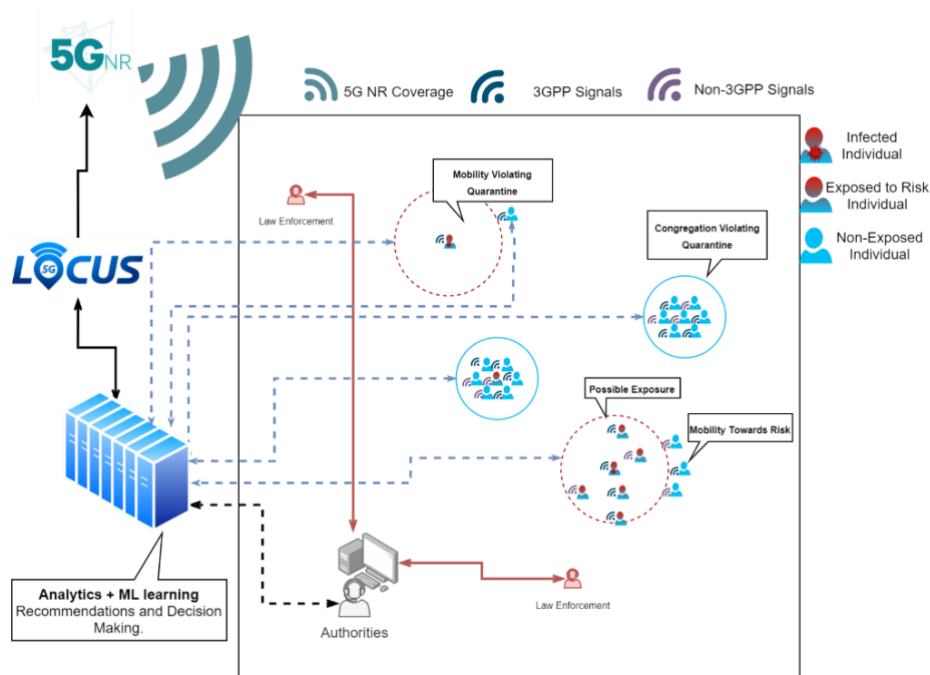 5G NR
5G NR Coverage
3GPP Signals
Non-3GPP Signals
Infected
Individual
Exposed to Risk
Individual
Non-Exposed
Individual
Mobility Violating
Quarantine
Law Enforcement
Congregation Violating
Quarantine
LOCUS
5G
Possible Exposure
Mobility Towards Risk
Analytics + ML learning
Recommendations and Decision
Making.
Authorities
Law Enforcement